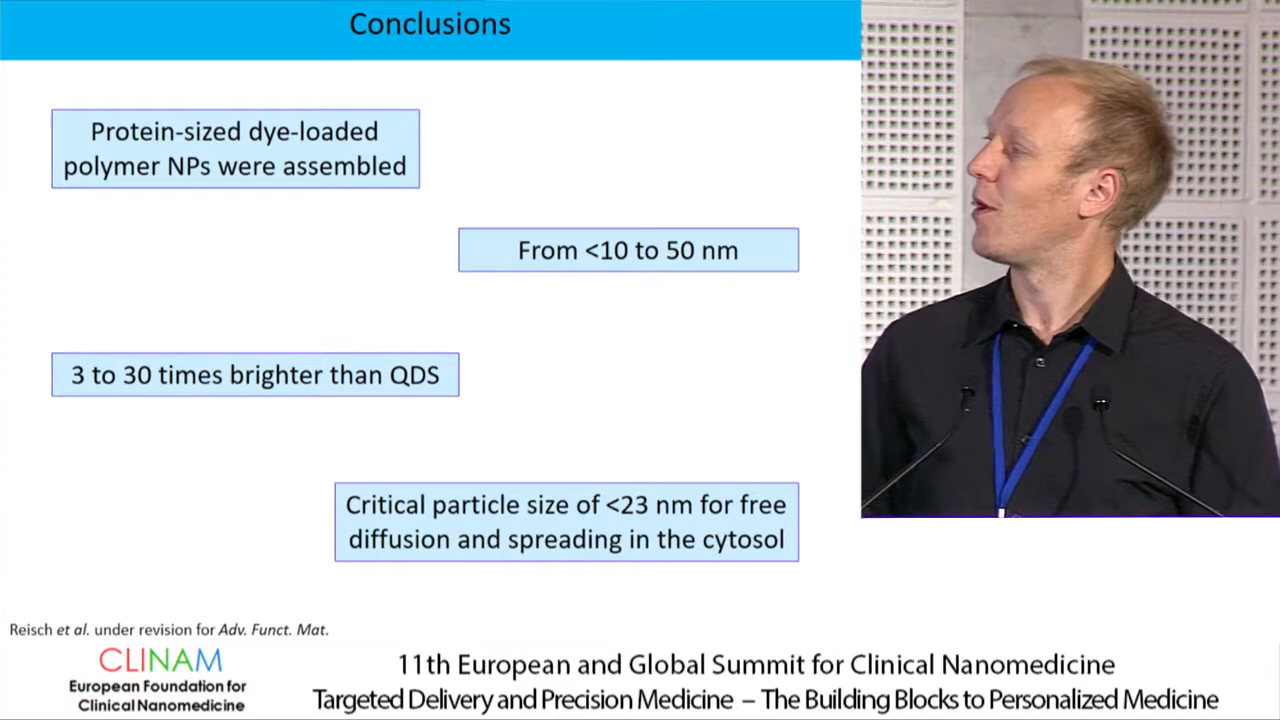 Conclusions
Protein-sized dye-loaded
polymer NPs were assembled
From <10 to 50 nm
3 to 30 times brighter than QDS
Critical particle size of <23 nm for free
diffusion and spreading in the cytosol
Reisch et al. under revision for Adv. Funct. Mat.
CLINAM
European Foundation for
Clinical Nanomedicine
11th European and Global Summit for Clinical Nanomedicine
Targeted Delivery and Precision Medicine – The Building Blocks to Personalized Medicine